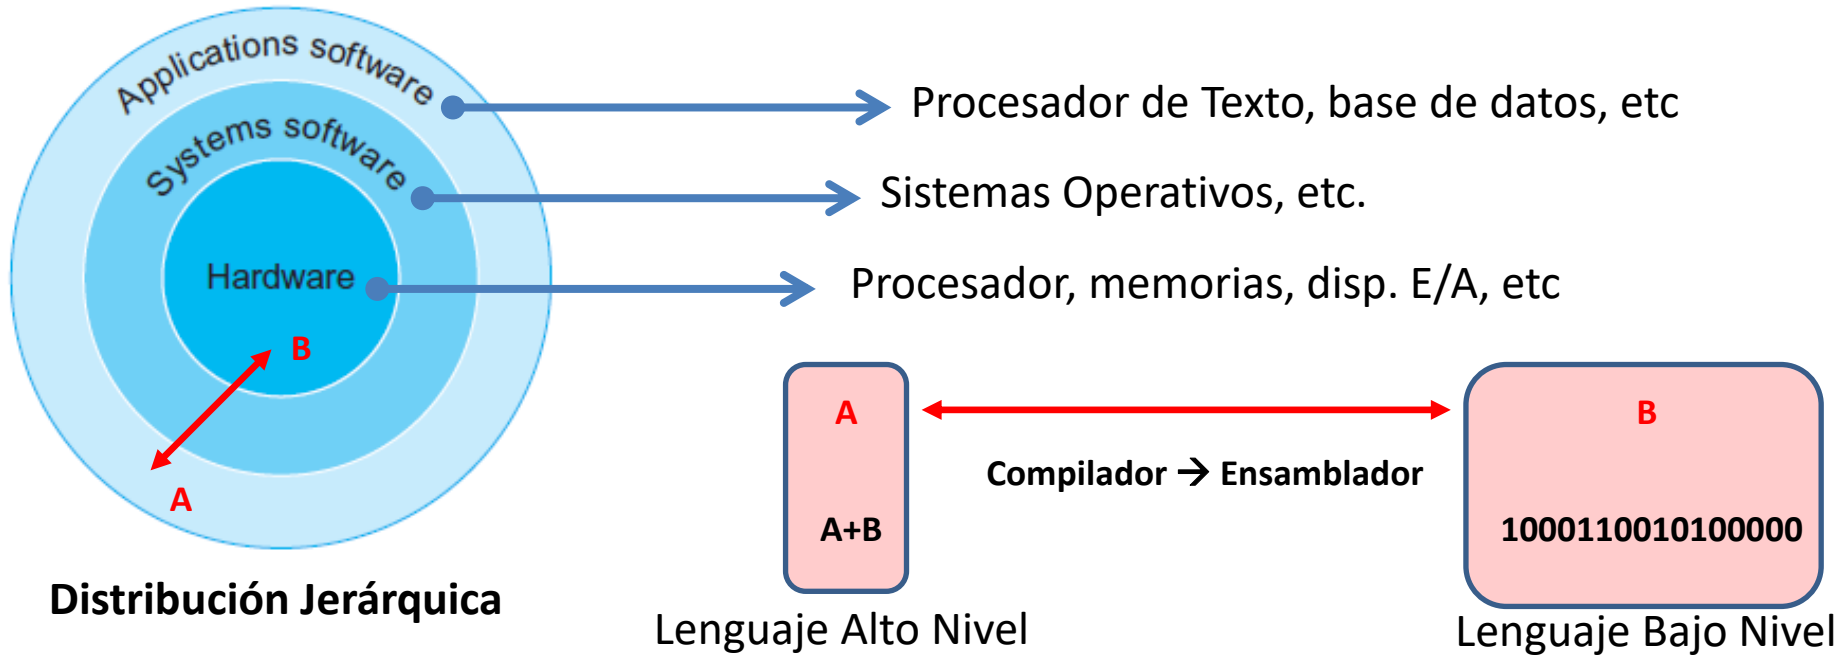 Applications software
Systems software
Hardware
B
A
Distribución Jerárquica
Procesador de Texto, base de datos, etc
Sistemas Operativos, etc.
Procesador, memorias, disp. E/A, etc
A
A+B
Lenguaje Alto Nivel
Compilador → Ensamblador
B
1000110010100000
Lenguaje Bajo Nivel